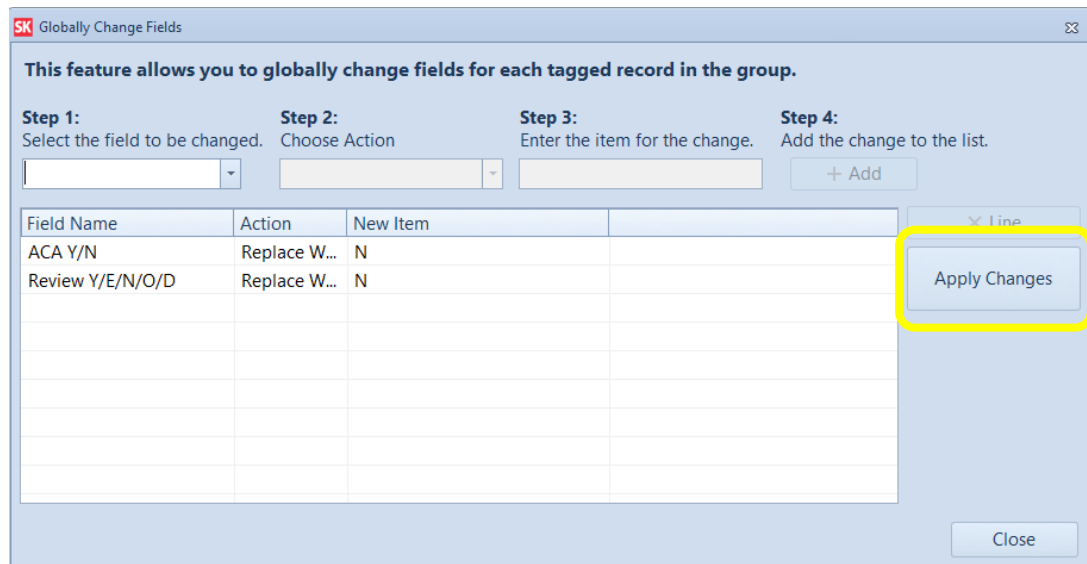 SK Globally Change Fields
This feature allows you to globally change fields for each tagged record in the group.
Step 1: Step 2: Step 3: Step 4:
Select the field to be changed. Choose Action Enter the item for the change. Add the change to the list.
+ Add
Field Name Action New Item
X Line
ACA Y/N Replace W... N
Review Y/E/N/O/D Replace W... N
Apply Changes
Close